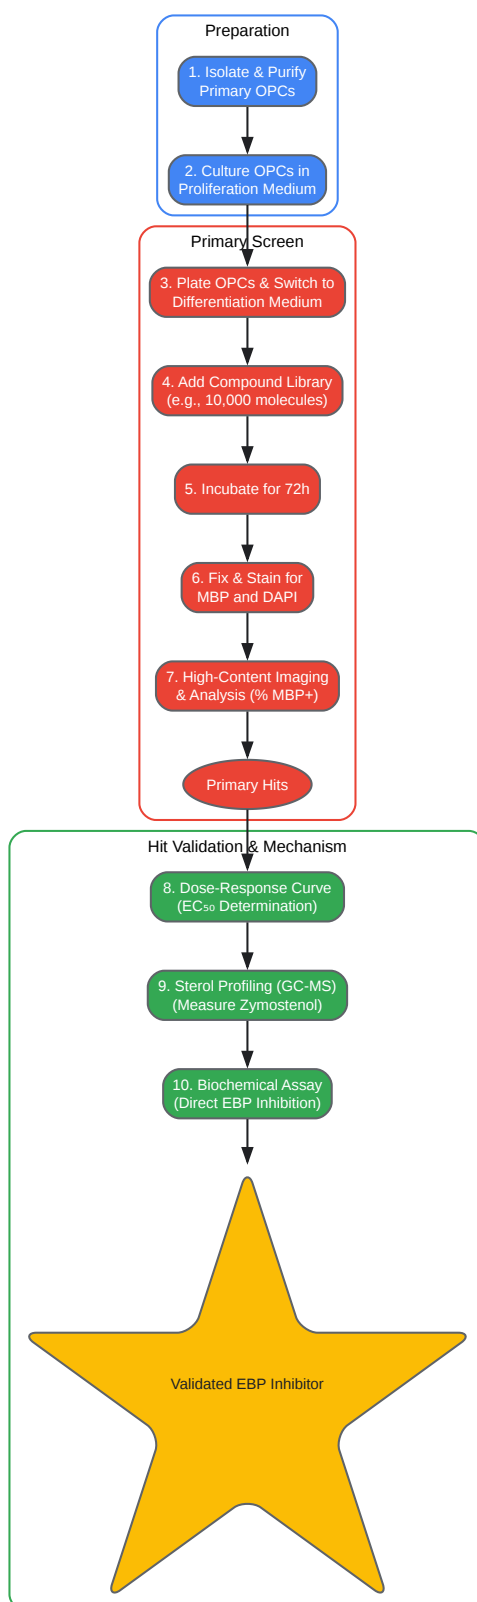 Preparation
1. Isolate & Purify
Primary OPCs
2. Culture OPCs in
Proliferation Medium
Primary Screen
3. Plate OPCs & Switch to
Differentiation Medium
4. Add Compound Library
(e.g., 10,000 molecules)
5. Incubate for 72h
6. Fix & Stain for
MBP and DAPI
7. High-Content Imaging
& Analysis (% MBP+)
Primary Hits
Hit Validation & Mechanism
8. Dose-Response Curve
(EC₅₀ Determination)
9. Sterol Profiling (GC-MS)
(Measure Zymostenol)
10. Biochemical Assay
(Direct EBP Inhibition)
Validated EBP Inhibitor